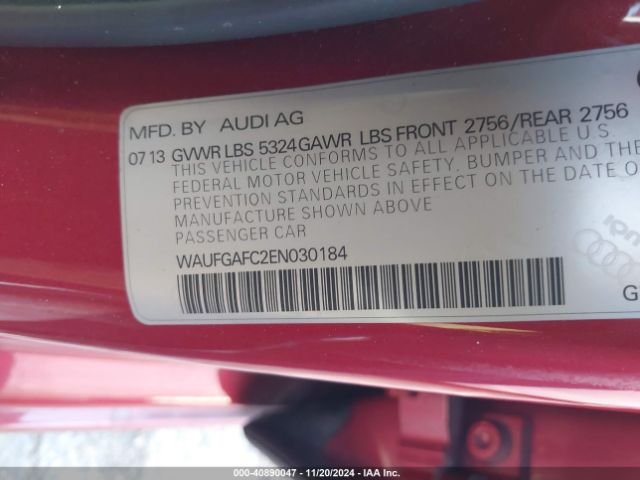 MFD. BY AUDI AG
07 13 GVWR LBS 5324 GAWR LBS FRONT 2756/REAR 2756
THIS VEHICLE CONFORMS TO ALL APPLICABLE U.S.
FEDERAL MOTOR VEHICLE SAFETY, BUMPER AND THE
PREVENTION STANDARDS IN EFFECT ON THE DATE O
MANUFACTURE SHOWN ABOVE
PASSENGER CAR
WAUFGAFC2EN030184
G
000-40890047 • 11/20/2024 • IAA Inc.